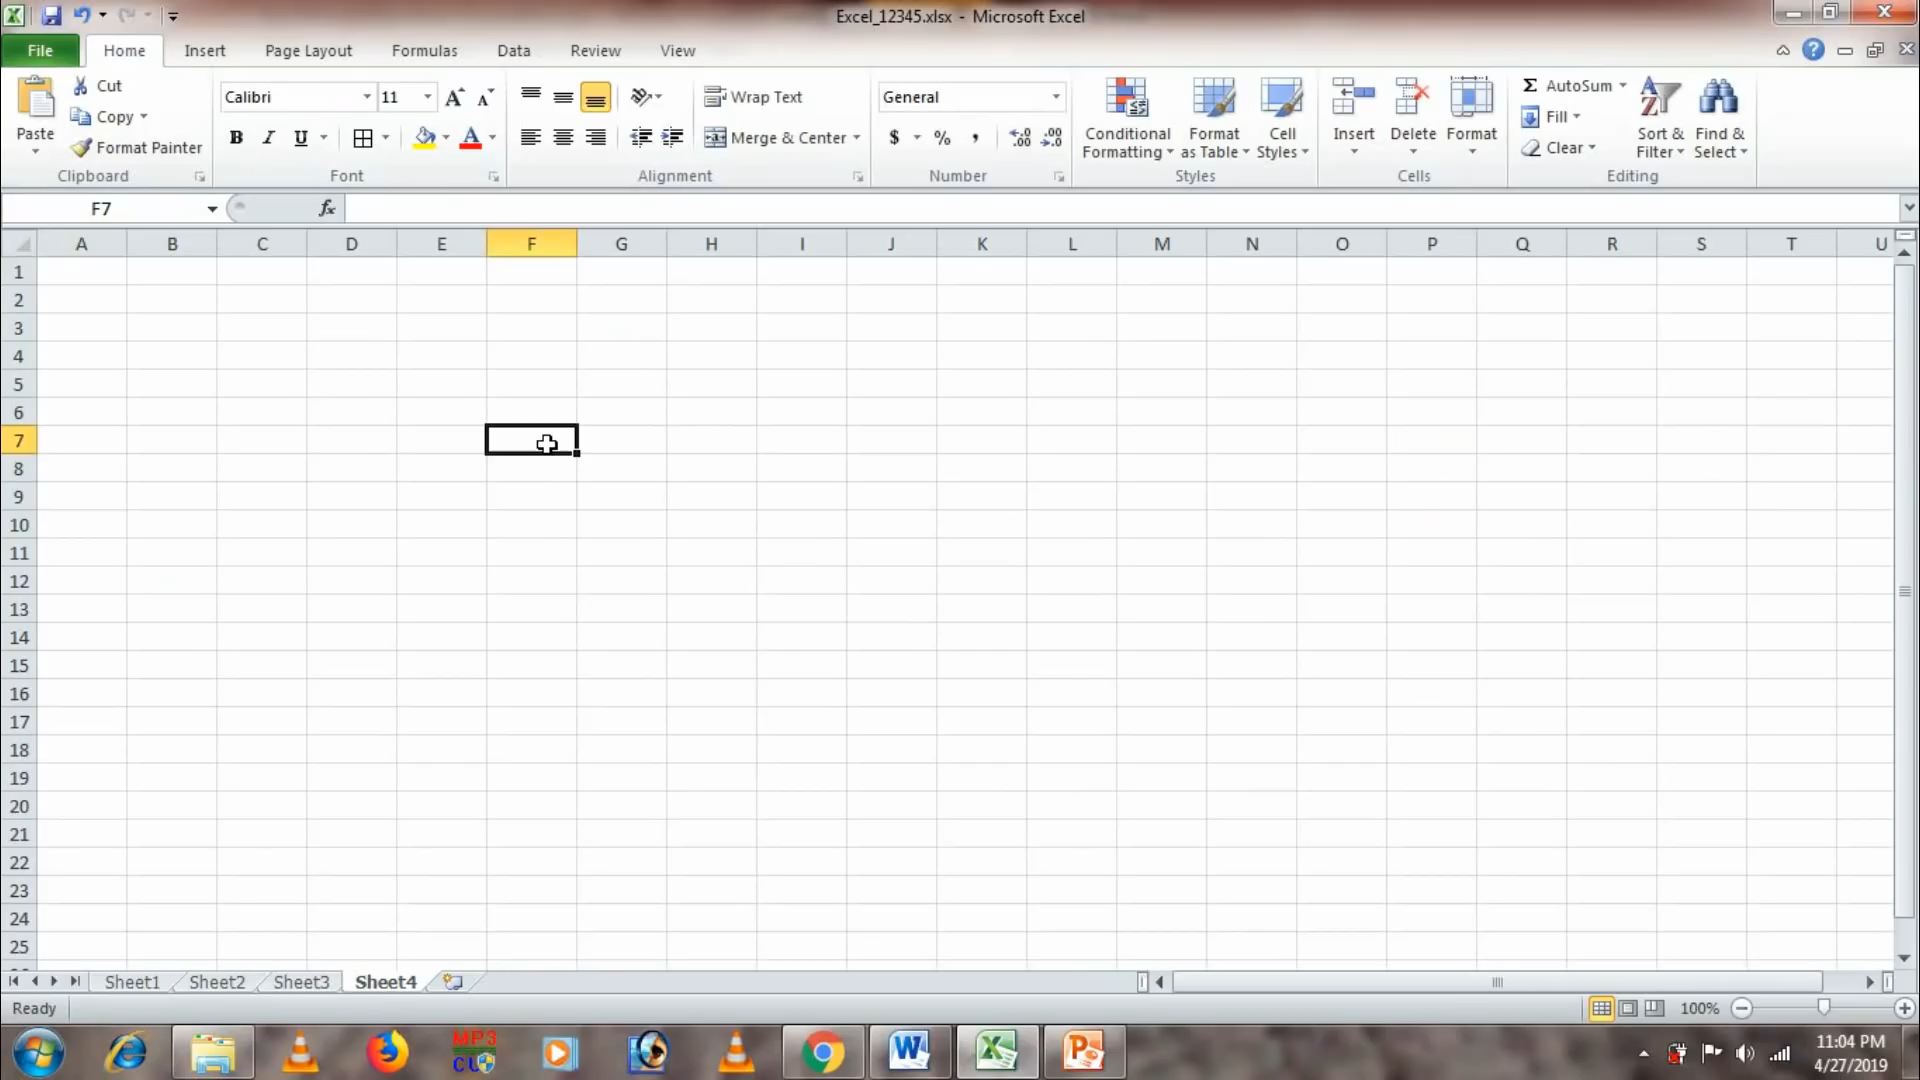 Excel_12345.xlsx - Microsoft Excel
File Home Insert Page Layout Formulas Data Review View
Paste
Cut
Copy
Format Painter
Clipboard
Calibri 11
B I U A
Font
Wrap Text
Merge & Center
Alignment
General
$ % ,
Number
Conditional Formatting
Format as Table
Cell Styles
Styles
Insert Delete Format
Cells
Σ AutoSum
Fill
Clear
Sort & Filter
Find & Select
Editing
F7 fx
A B C D E F G H I J K L M N O P Q R S T U
1
2
3
4
5
6
7
8
9
10
11
12
13
14
15
16
17
18
19
20
21
22
23
24
25
Sheet1 Sheet2 Sheet3 Sheet4
Ready 100%
MP3
CU
11:04 PM
4/27/2019